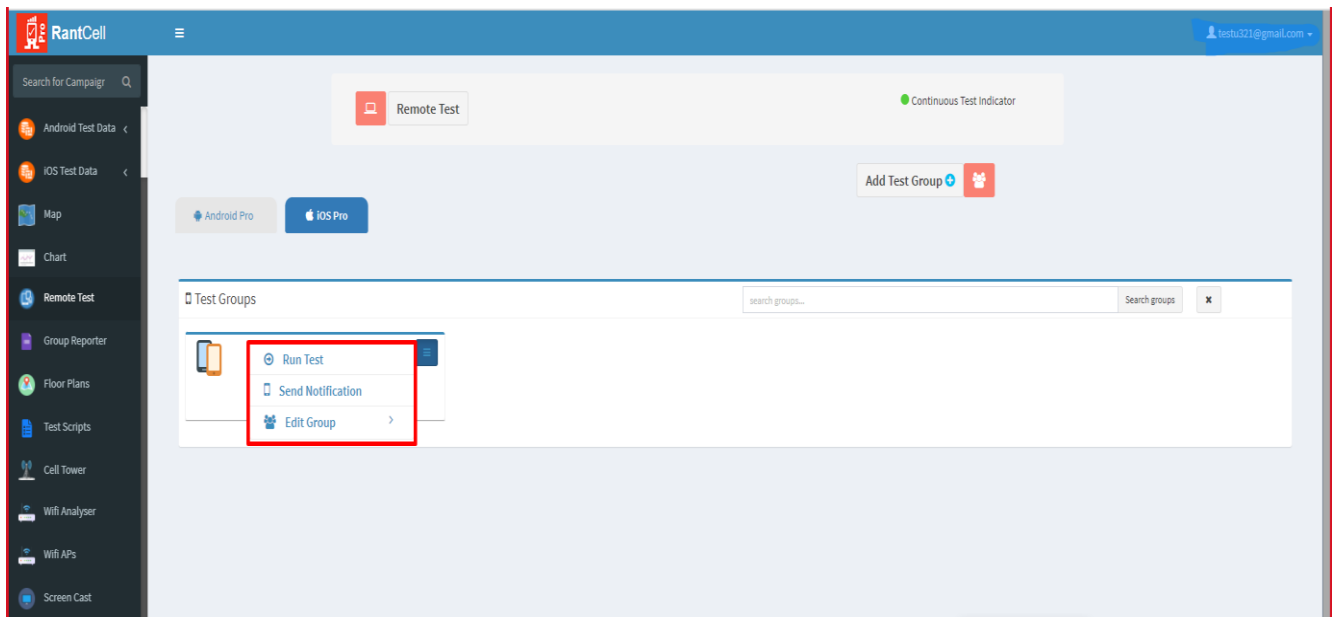 Pro RantCell
testu321@gmail.com
Search for Campaigr
Android Test Data
iOS Test Data
Map
Chart
Remote Test
Group Reporter
Floor Plans
Test Scripts
Cell Tower
Wifi Analyser
Wifi APs
Screen Cast
Remote Test
Continuous Test Indicator
Add Test Group
Android Pro
iOS Pro
Test Groups
search groups...
Search groups
x
Run Test
Send Notification
Edit Group